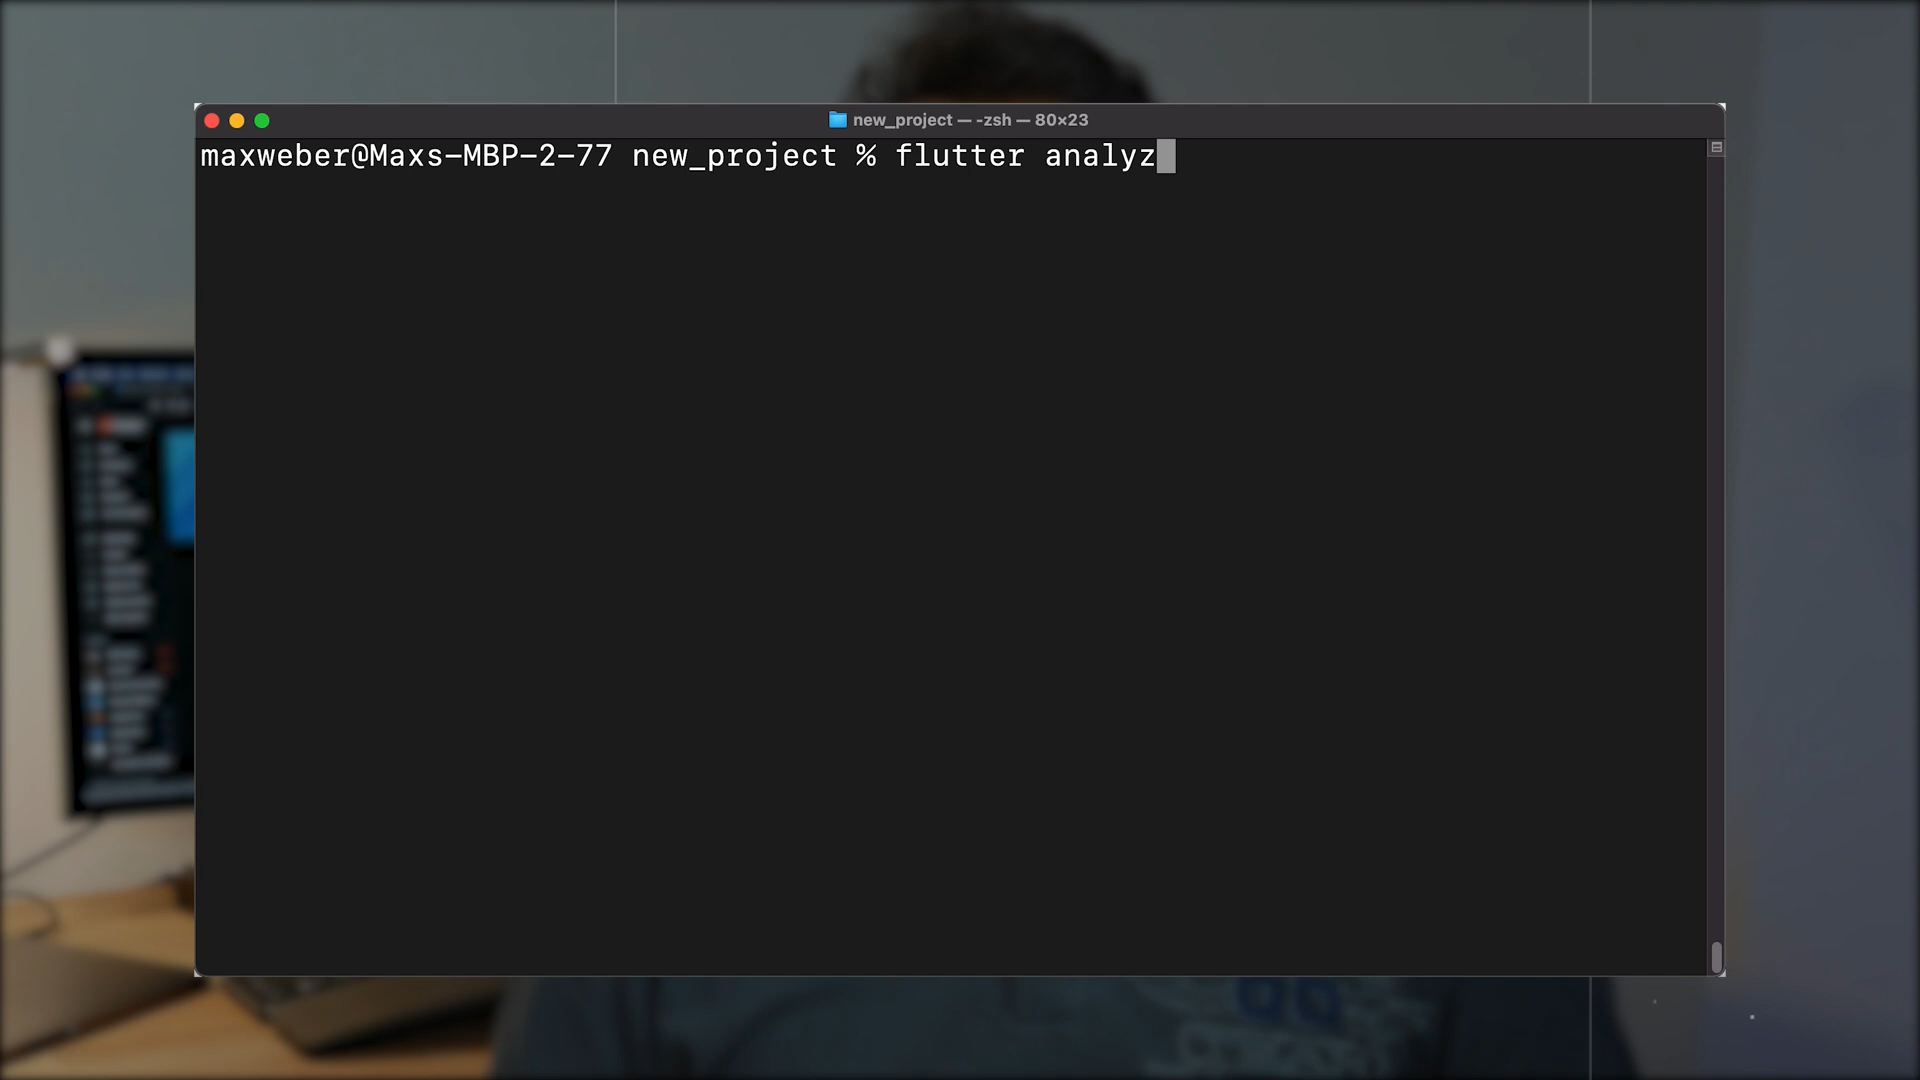 new_project — -zsh — 80×23
maxweber@Maxs-MBP-2-77 new_project % flutter analyz